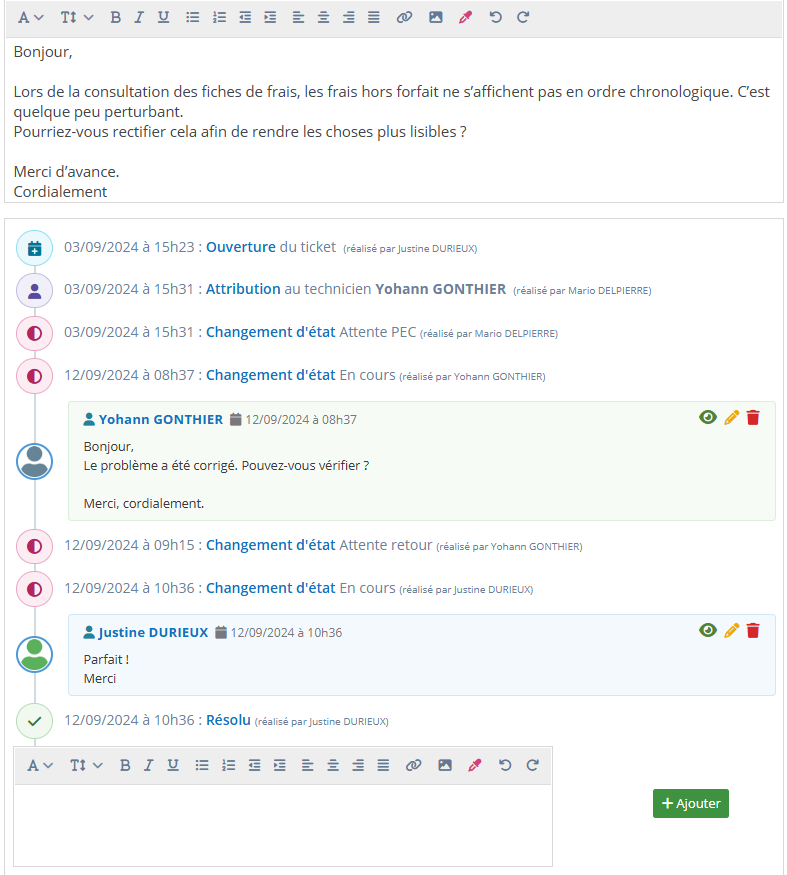 Bonjour,
Lors de la consultation des fiches de frais, les frais hors forfait ne s’affichent pas en ordre chronologique. C’est
quelque peu perturbant.
Pourriez-vous rectifier cela afin de rendre les choses plus lisibles ?
Merci d’avance.
Cordialement
03/09/2024 à 15h23 : Ouverture du ticket (réalisé par Justine DURIEUX)
03/09/2024 à 15h31 : Attribution au technicien Yohann GONTHIER (réalisé par Mario DELPIERRE)
03/09/2024 à 15h31 : Changement d'état Attente PEC (réalisé par Mario DELPIERRE)
12/09/2024 à 08h37 : Changement d'état En cours (réalisé par Yohann GONTHIER)
Yohann GONTHIER 12/09/2024 à 08h37
Bonjour,
Le problème a été corrigé. Pouvez-vous vérifier ?
Merci, cordialement.
12/09/2024 à 09h15 : Changement d'état Attente retour (réalisé par Yohann GONTHIER)
12/09/2024 à 10h36 : Changement d'état En cours (réalisé par Justine DURIEUX)
Justine DURIEUX 12/09/2024 à 10h36
Parfait !
Merci
12/09/2024 à 10h36 : Résolu (réalisé par Justine DURIEUX)
+ Ajouter